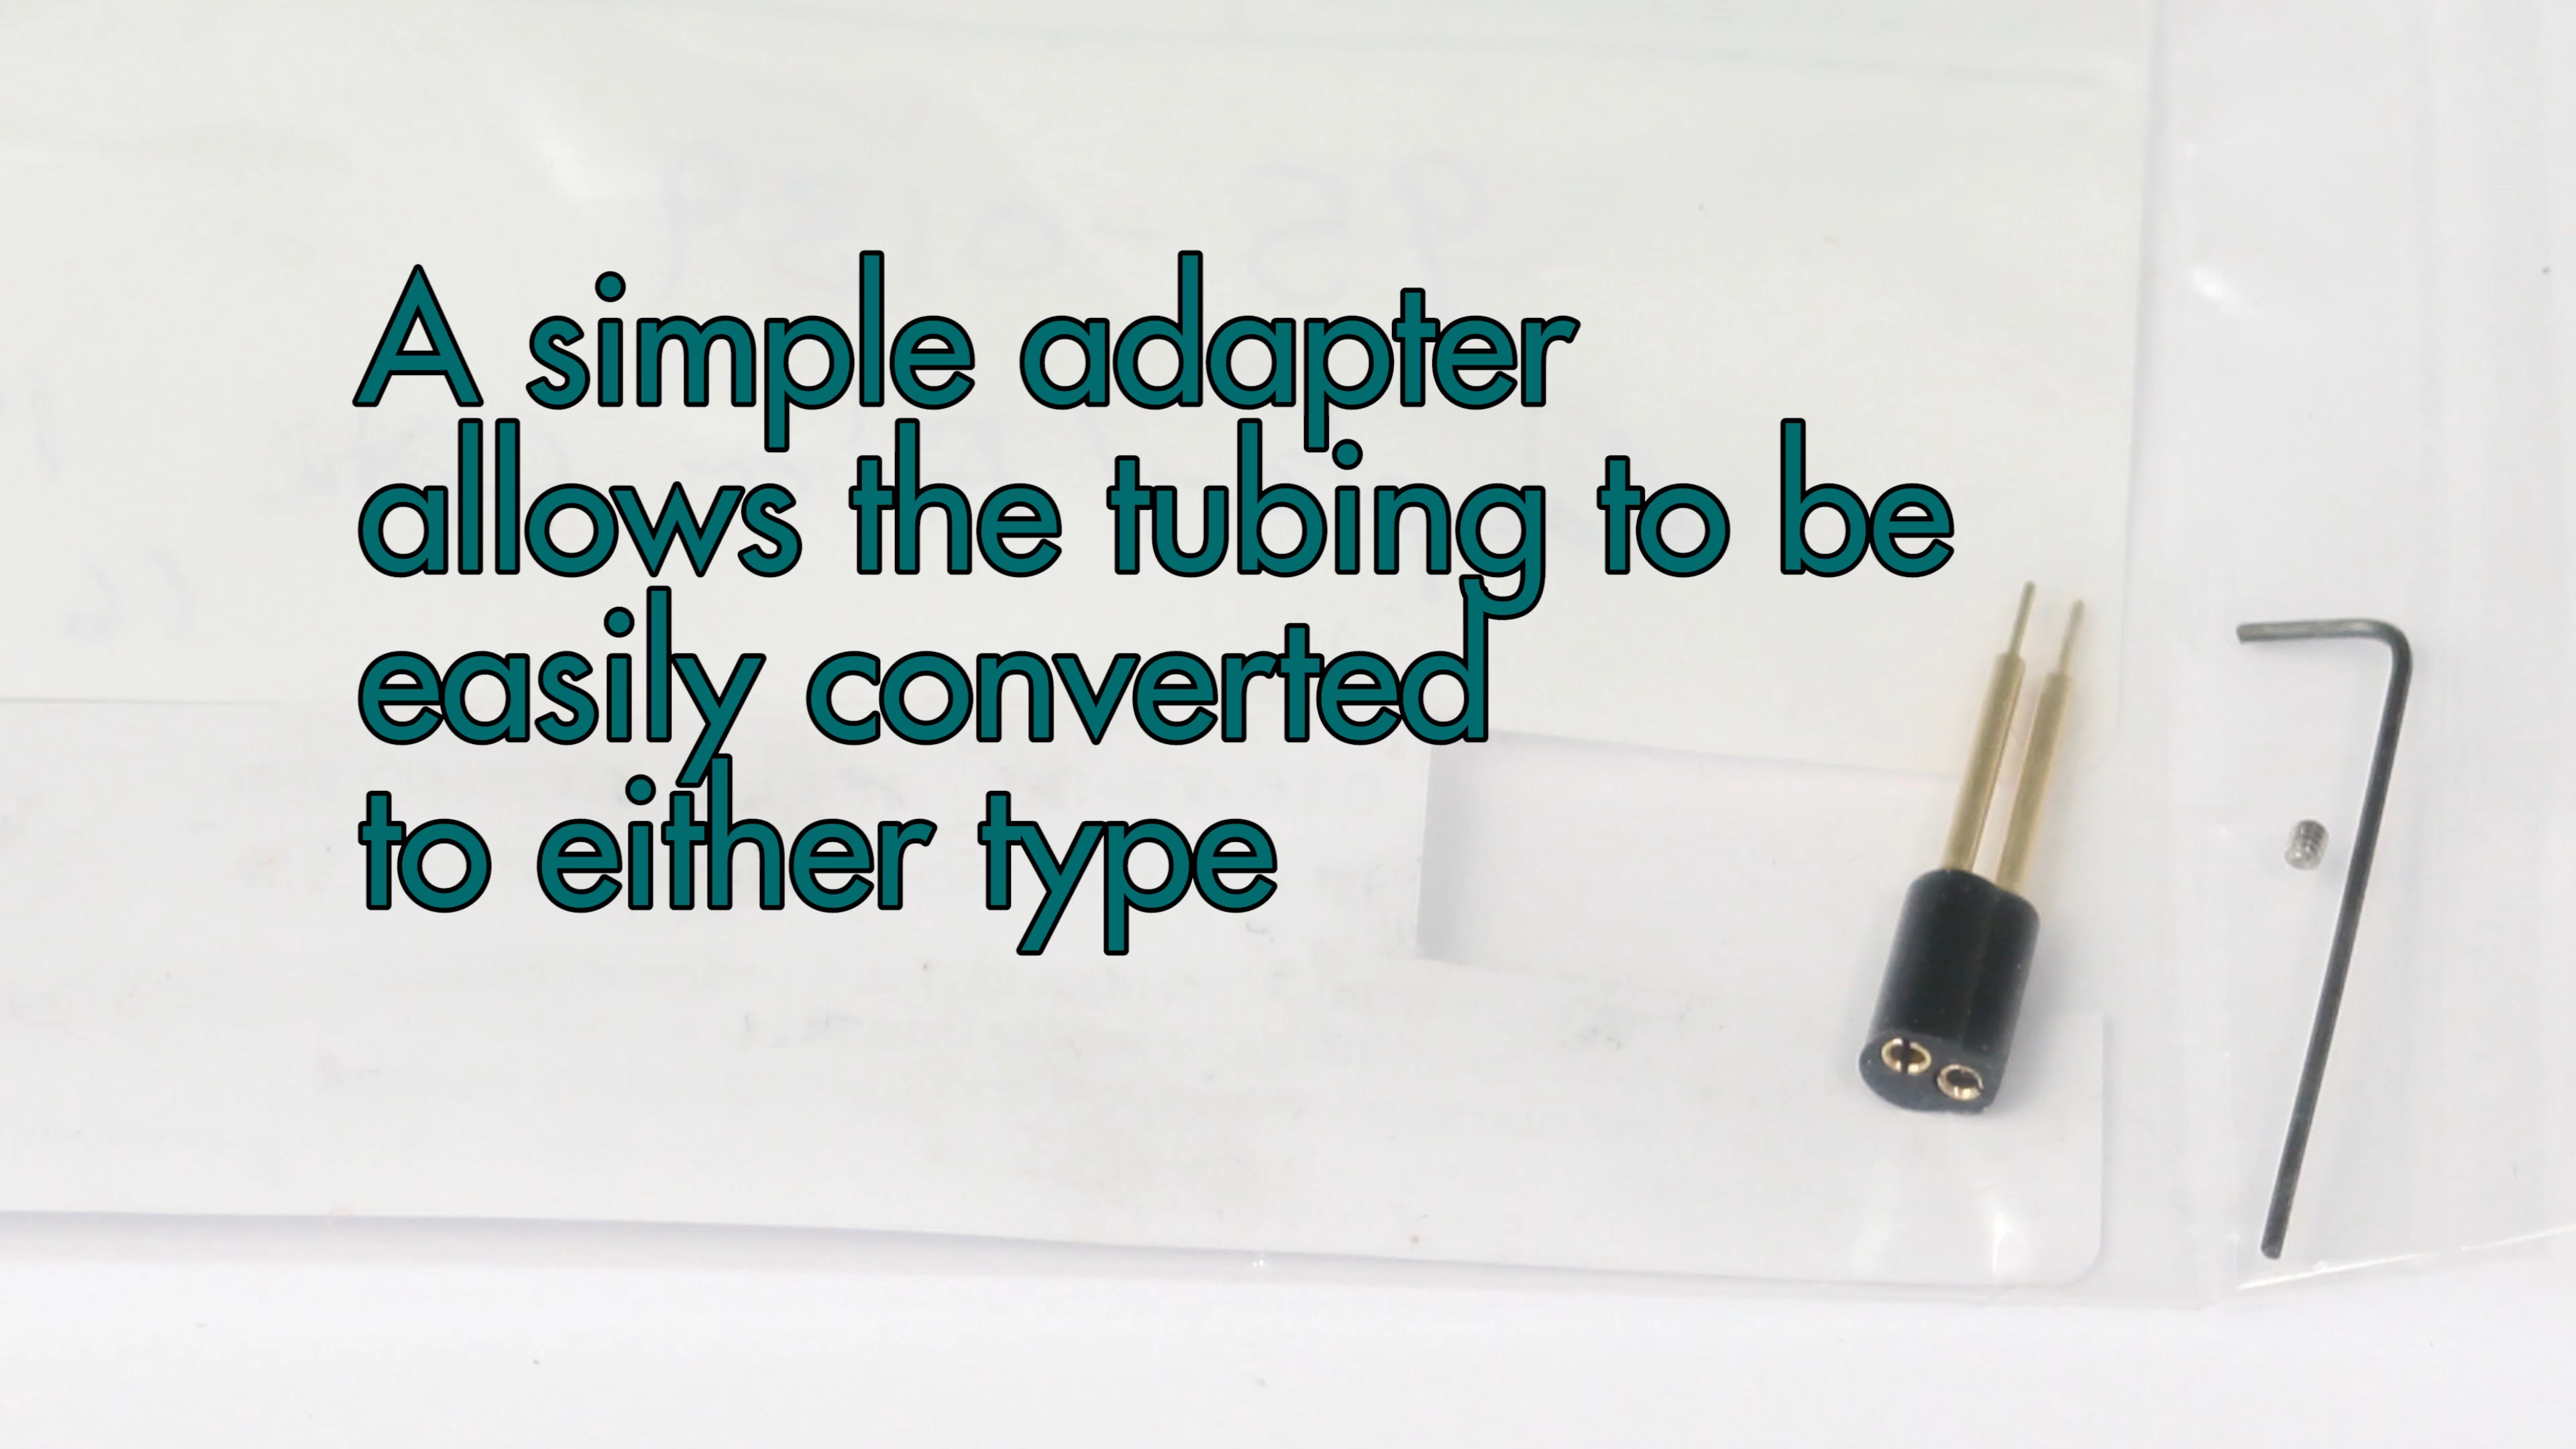 A simple adapter
allows the tubing to be
easily converted
to either type